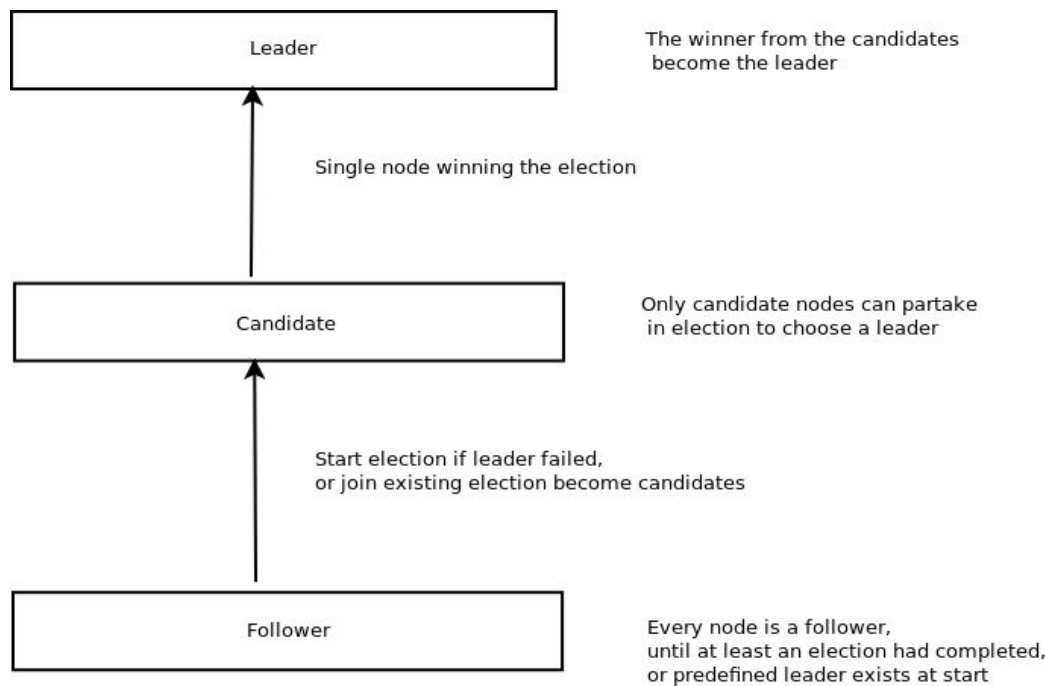 Leader
The winner from the candidates
become the leader
Single node winning the election
Candidate
Only candidate nodes can partake
in election to choose a leader
Start election if leader failed,
or join existing election become candidates
Follower
Every node is a follower,
until at least an election had completed,
or predefined leader exists at start